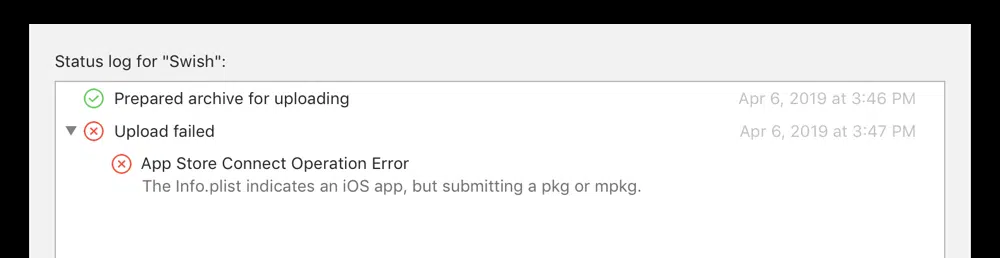 Status log for "Swish":
Prepared archive for uploading Apr 6, 2019 at 3:46 PM
Upload failed Apr 6, 2019 at 3:47 PM
App Store Connect Operation Error
The Info.plist indicates an iOS app, but submitting a pkg or mpkg.